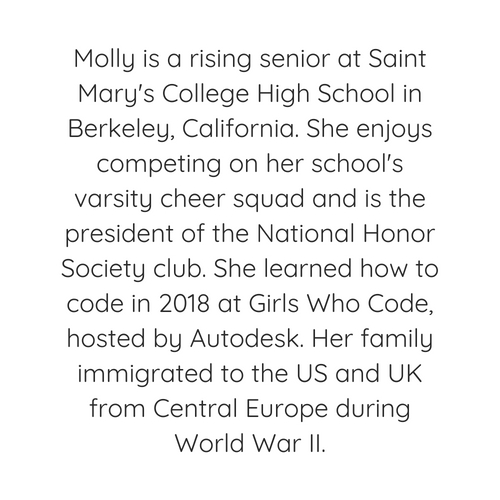 Molly is a rising senior at Saint
Mary's College High School in
Berkeley, California. She enjoys
competing on her school's
varsity cheer squad and is the
president of the National Honor
Society club. She learned how to
code in 2018 at Girls Who Code,
hosted by Autodesk. Her family
immigrated to the US and UK
from Central Europe during
World War II.